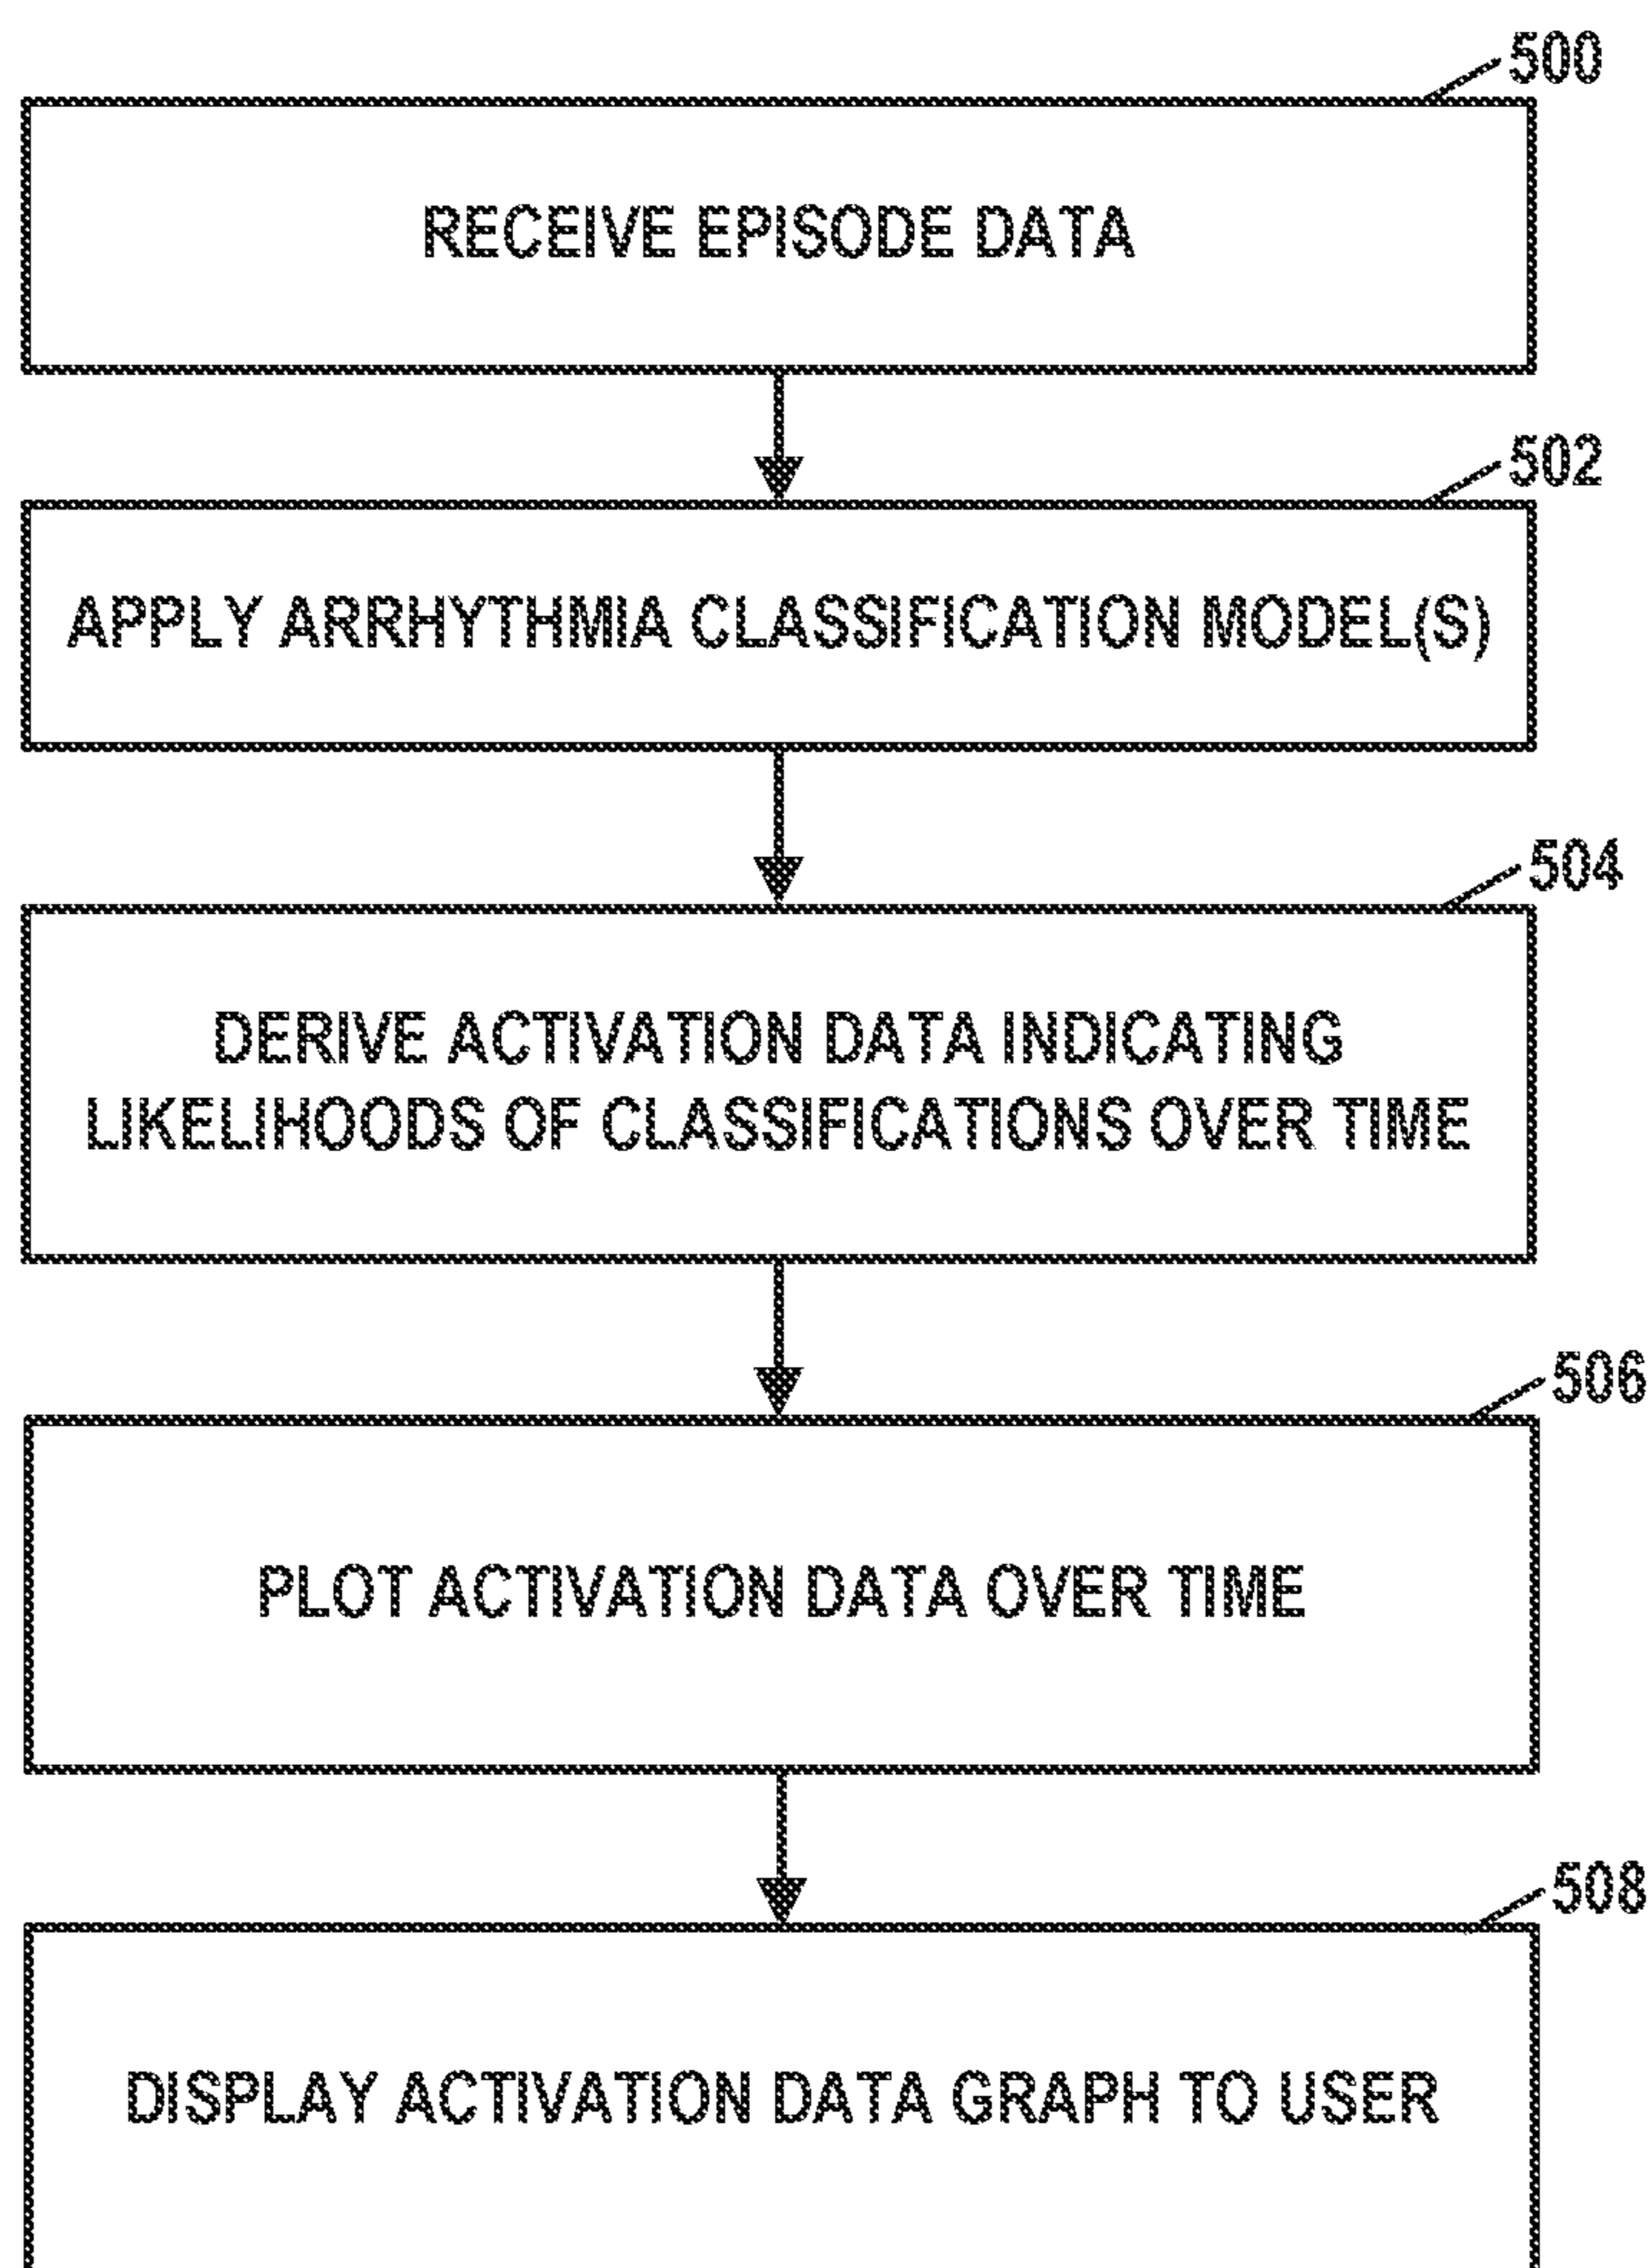 500
RECEIVE EPISODE DATA
502
APPLY ARRHYTHMIA CLASSIFICATION MODEL(S)
504
DERIVE ACTIVATION DATA INDICATING
LIKELIHOODS OF CLASSIFICATIONS OVER TIME
506
PLOT ACTIVATION DATA OVER TIME
508
DISPLAY ACTIVATION DATA GRAPH TO USER